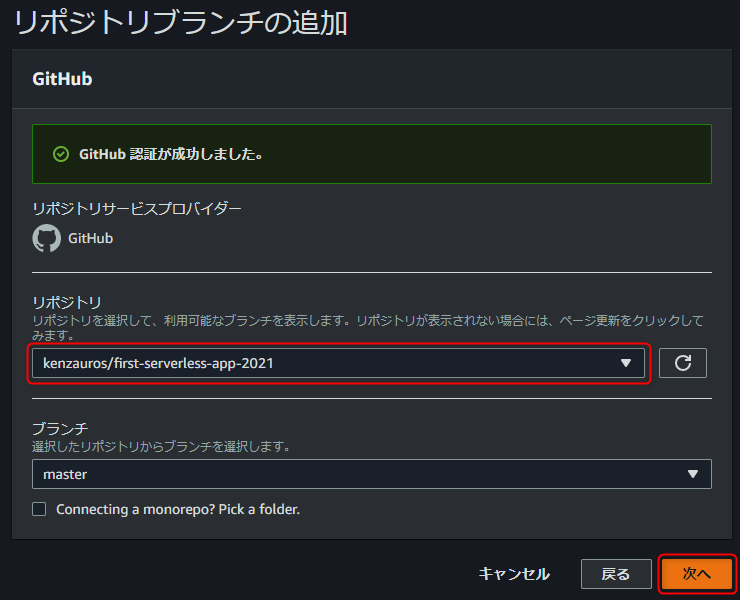 リポジトリブランチの追加
GitHub
GitHub 認証が成功しました。
リポジトリサービスプロバイダー
GitHub
リポジトリ
リポジトリを選択して、利用可能なブランチを表示します。リポジトリが表示されない場合には、ページ更新をクリックして
みます。
kenzauros/first-serverless-app-2021
ブランチ
選択したリポジトリからブランチを選択します。
master
Connecting a monorepo? Pick a folder.
キャンセル
戻る
次へ